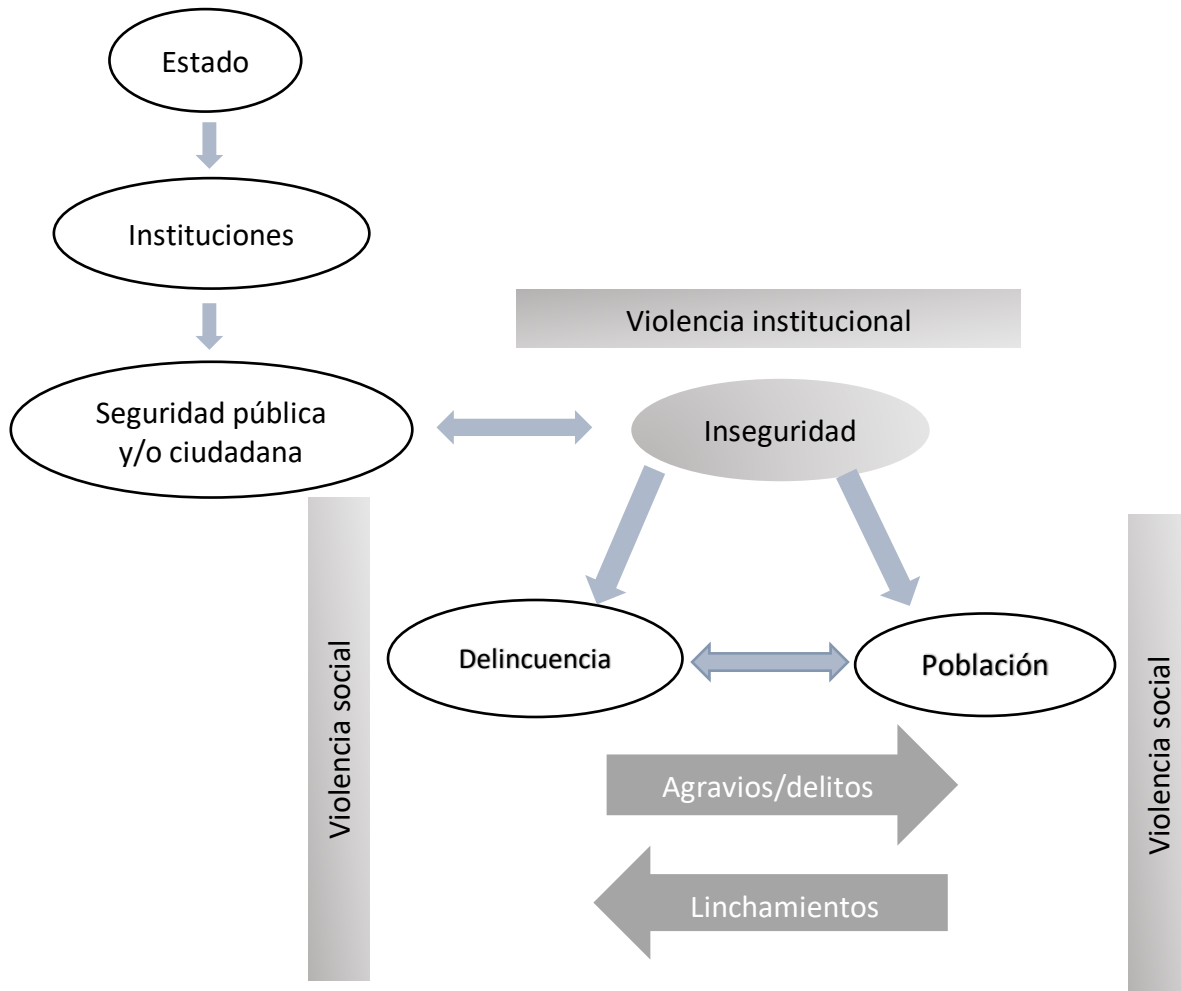 Estado
Instituciones
Violencia institucional
Seguridad pública
y/o ciudadana
Inseguridad
Violencia social
Delincuencia
Población
Violencia social
Agravios/delitos
Linchamientos